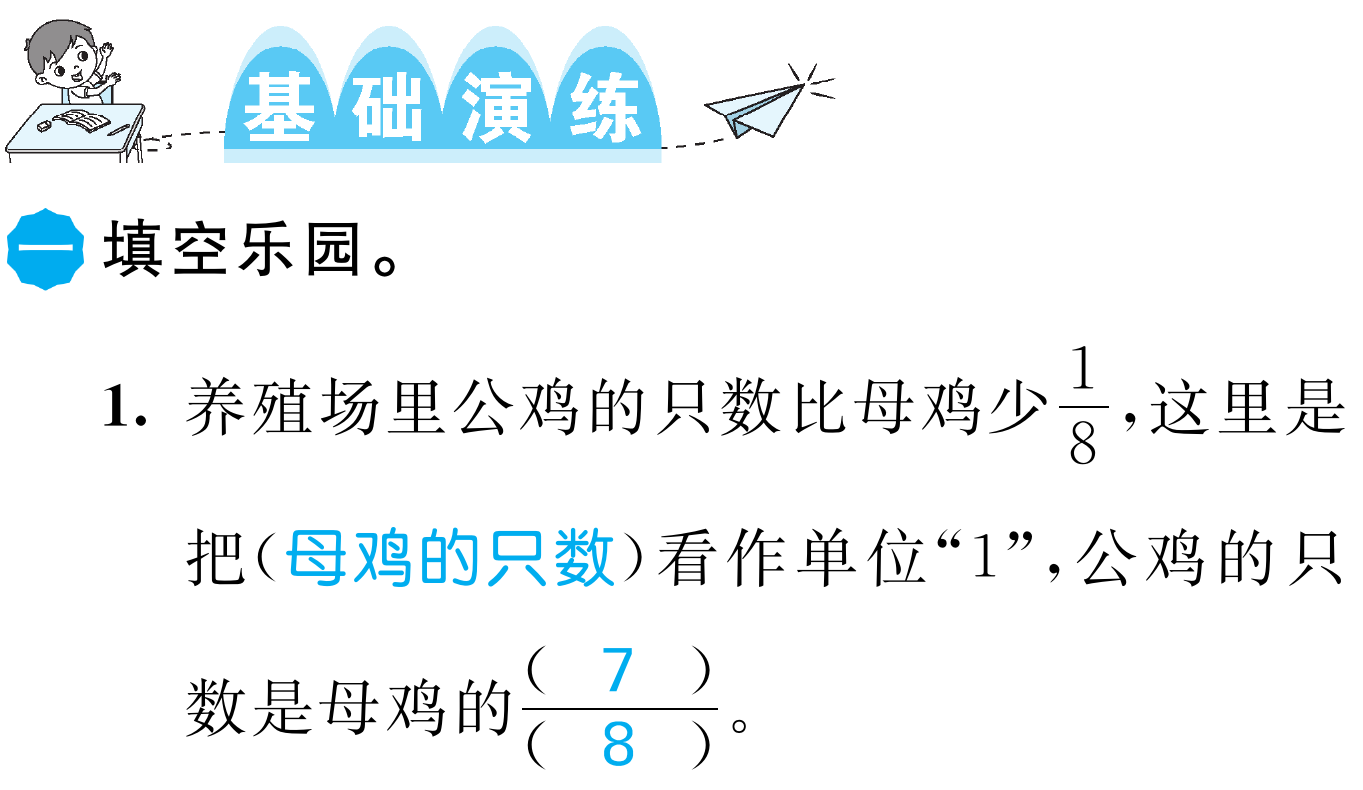 基础演练
一 填空乐园。
1. 养殖场里公鸡的只数比母鸡少1/8,这里是
把(母鸡的只数)看作单位“1”,公鸡的只
数是母鸡的( 7 )/( 8 )。